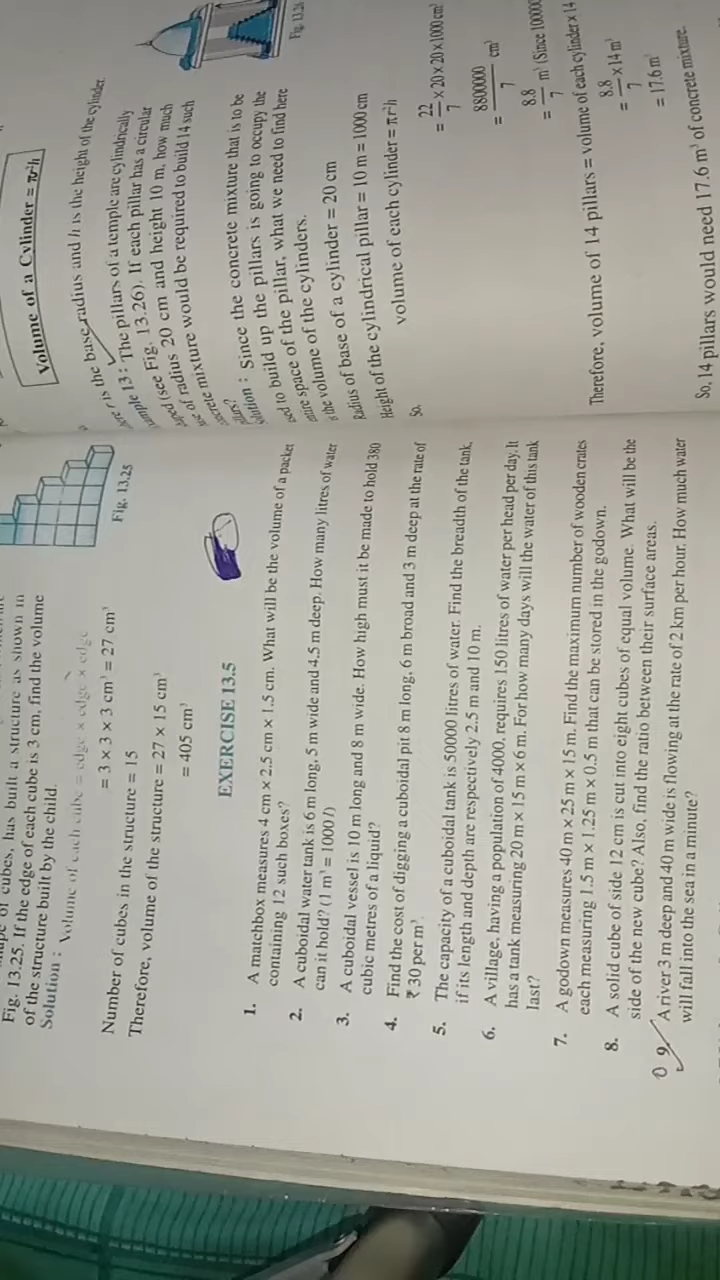 of cubes, has built a structure as shown in
Fig. 13.25. If the edge of each cube is 3 cm, find the volume
of the structure built by the child.
Solution : Volume of each cube = edge × edge × edge
= 3 × 3 × 3 cm³ = 27 cm³
Number of cubes in the structure = 15
Therefore, volume of the structure = 27 × 15 cm³
= 405 cm³
Fig. 13.25
EXERCISE 13.5
1. A matchbox measures 4 cm × 2.5 cm × 1.5 cm. What will be the volume of a packet
containing 12 such boxes?
2. A cuboidal water tank is 6 m long, 5 m wide and 4.5 m deep. How many litres of water
can it hold? (1 m³ = 1000 l)
3. A cuboidal vessel is 10 m long and 8 m wide. How high must it be made to hold 380
cubic metres of a liquid?
4. Find the cost of digging a cuboidal pit 8 m long, 6 m broad and 3 m deep at the rate of
₹ 30 per m³.
5. The capacity of a cuboidal tank is 50000 litres of water. Find the breadth of the tank,
if its length and depth are respectively 2.5 m and 10 m.
6. A village, having a population of 4000, requires 150 litres of water per head per day. It
has a tank measuring 20 m × 15 m × 6 m. For how many days will the water of this tank
last?
7. A godown measures 40 m × 25 m × 15 m. Find the maximum number of wooden crates
each measuring 1.5 m × 1.25 m × 0.5 m that can be stored in the godown.
8. A solid cube of side 12 cm is cut into eight cubes of equal volume. What will be the
side of the new cube? Also, find the ratio between their surface areas.
9. A river 3 m deep and 40 m wide is flowing at the rate of 2 km per hour. How much water
will fall into the sea in a minute?
Volume of a Cylinder = πr²h
r is the base radius and h is the height of the cylinder.
13 : The pillars of a temple are cylindrically
(see Fig. 13.26). If each pillar has a circular
of radius 20 cm and height 10 m, how much
mixture would be required to build 14 such
Fig. 13.26
: Since the concrete mixture that is to be
to build up the pillars is going to occupy the
space of the pillar, what we need to find here
the volume of the cylinders.
Radius of base of a cylinder = 20 cm
Height of the cylindrical pillar = 10 m = 1000 cm
So, volume of each cylinder = πr²h
= 22/7 × 20 × 20 × 1000 cm³
= 8800000/7 cm³
= 8.8/7 m³ (Since
Therefore, volume of 14 pillars = volume of each cylinder × 14
= 8.8/7 × 14 m³
= 17.6 m³
So, 14 pillars would need 17.6 m³ of concrete mixture.